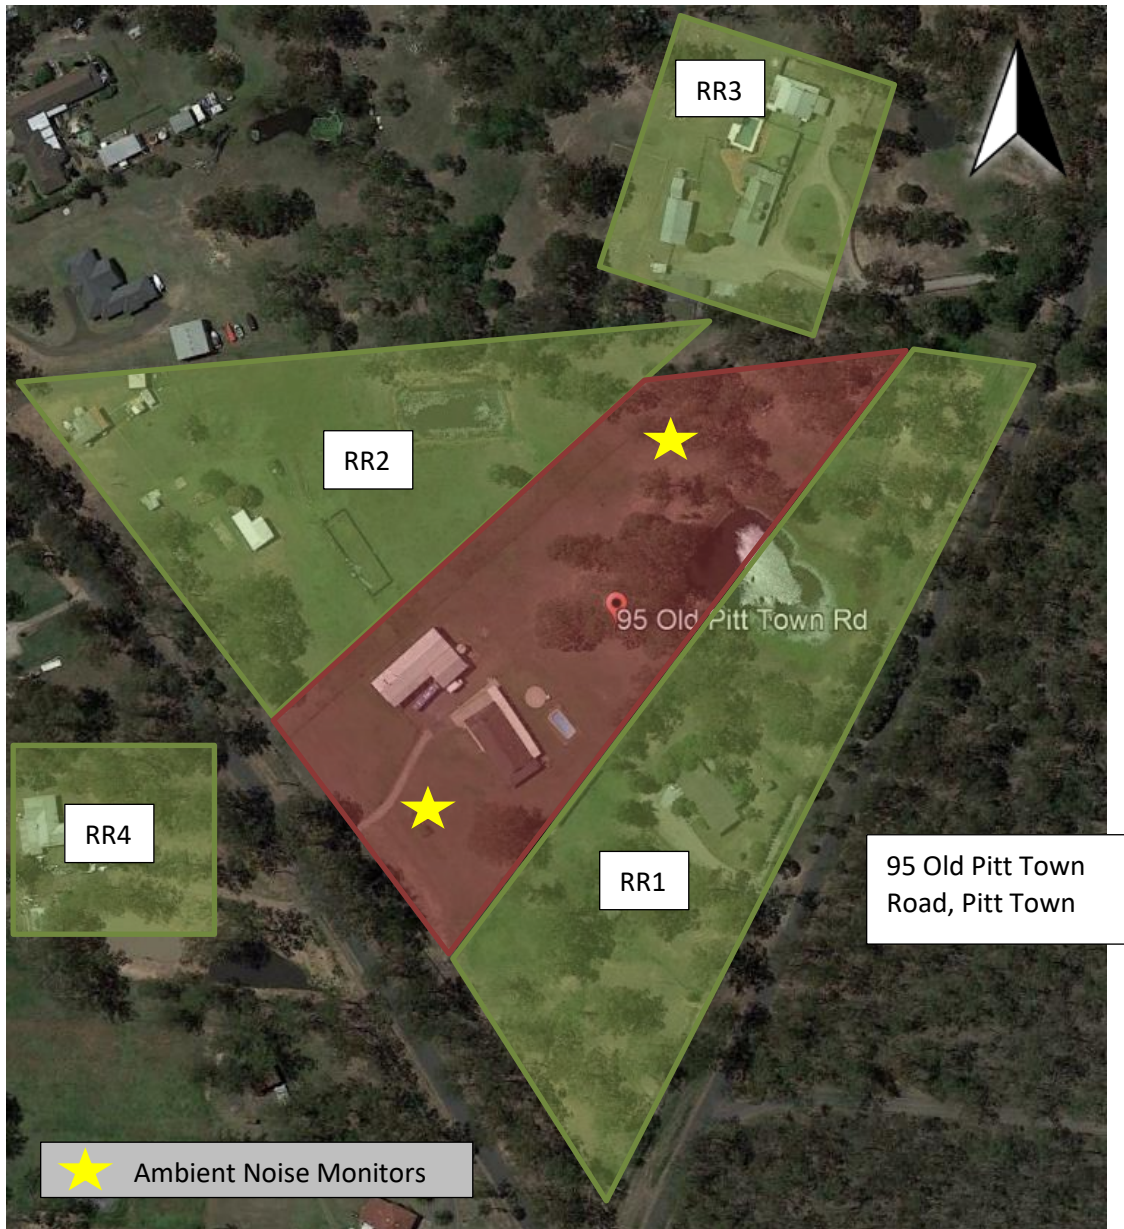 RR3
RR2
95 Old Pitt Town Rd
RR4
RR1
95 Old Pitt Town
Road, Pitt Town
Ambient Noise Monitors